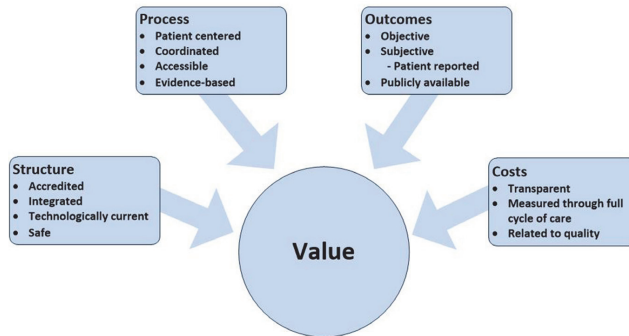 Process
• Patient centered
• Coordinated
• Accessible
• Evidence-based
Outcomes
• Objective
• Subjective
- Patient reported
• Publicly available
Structure
• Accredited
• Integrated
• Technologically current
• Safe
Costs
• Transparent
• Measured through full
cycle of care
• Related to quality
Value